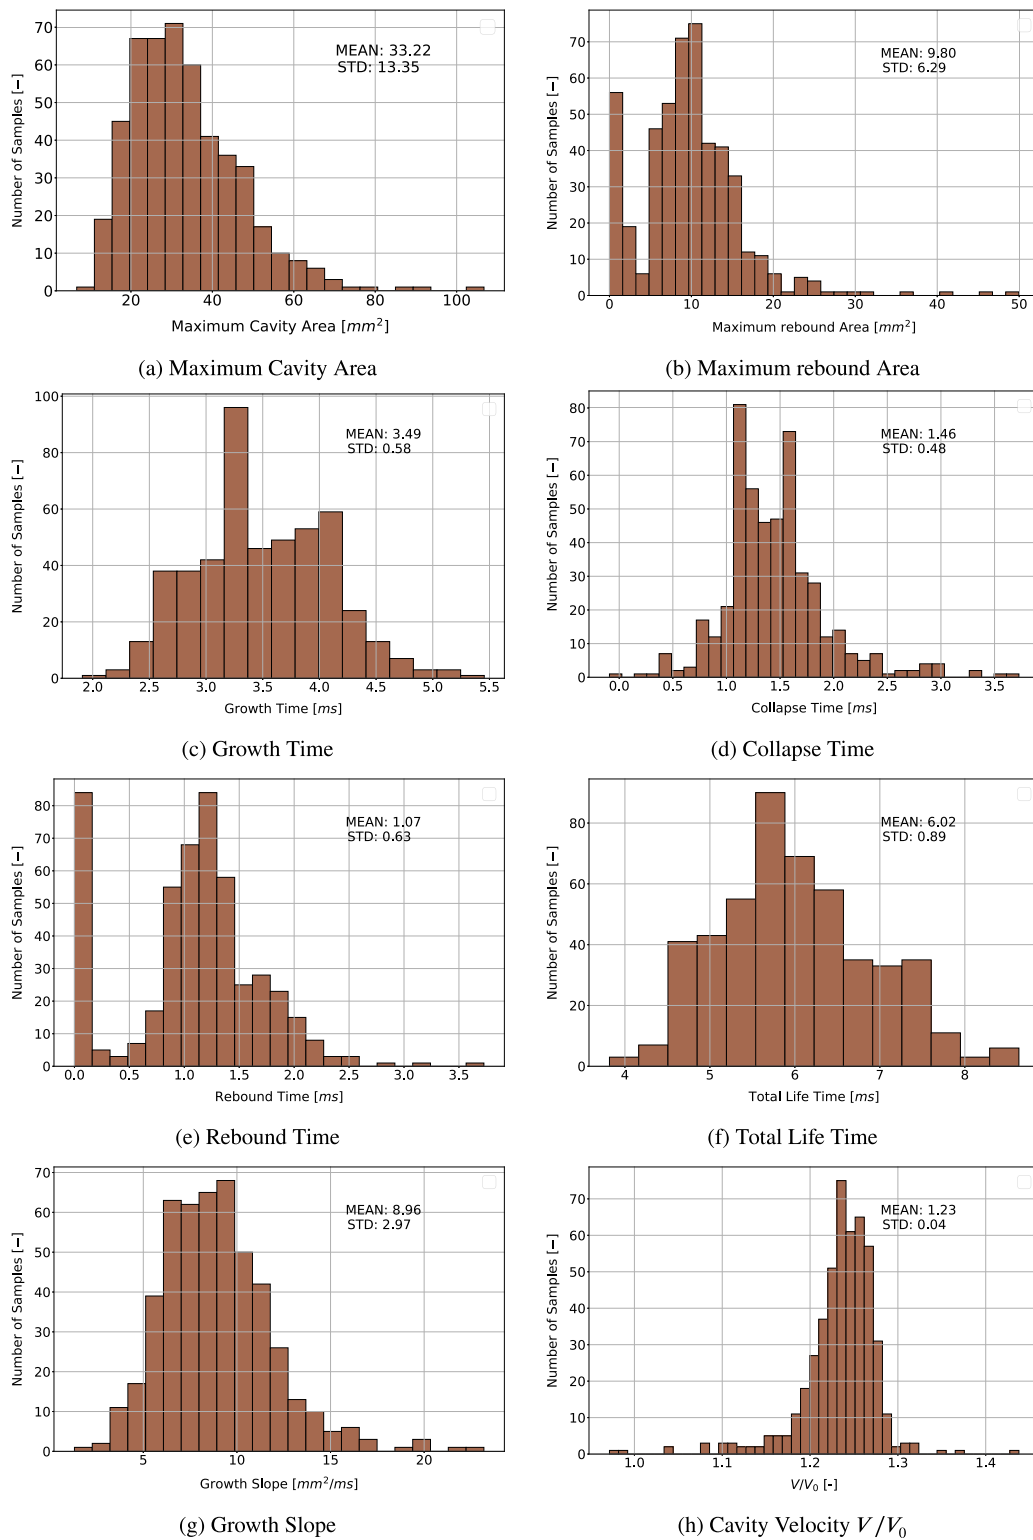 70
60
50
40
30
20
10
0
Number of Samples [−]
MEAN: 33.22
STD: 13.35
20
40
60
80
100
Maximum Cavity Area [mm²]
(a) Maximum Cavity Area
70
60
50
40
30
20
10
0
Number of Samples [−]
MEAN: 9.80
STD: 6.29
0
10
20
30
40
50
Maximum rebound Area [mm²]
(b) Maximum rebound Area
100
80
60
40
20
0
Number of Samples [−]
MEAN: 3.49
STD: 0.58
2.0
2.5
3.0
3.5
4.0
4.5
5.0
5.5
Growth Time [ms]
(c) Growth Time
80
70
60
50
40
30
20
10
0
Number of Samples [−]
MEAN: 1.46
STD: 0.48
0.0
0.5
1.0
1.5
2.0
2.5
3.0
3.5
Collapse Time [ms]
(d) Collapse Time
80
70
60
50
40
30
20
10
0
Number of Samples [−]
MEAN: 1.07
STD: 0.63
0.0
0.5
1.0
1.5
2.0
2.5
3.0
3.5
Rebound Time [ms]
(e) Rebound Time
80
60
40
20
0
Number of Samples [−]
MEAN: 6.02
STD: 0.89
4
5
6
7
8
Total Life Time [ms]
(f) Total Life Time
70
60
50
40
30
20
10
0
Number of Samples [−]
MEAN: 8.96
STD: 2.97
5
10
15
20
Growth Slope [mm²/ms]
(g) Growth Slope
70
60
50
40
30
20
10
0
Number of Samples [−]
MEAN: 1.23
STD: 0.04
1.0
1.1
1.2
1.3
1.4
V/V₀ [-]
(h) Cavity Velocity V/V₀